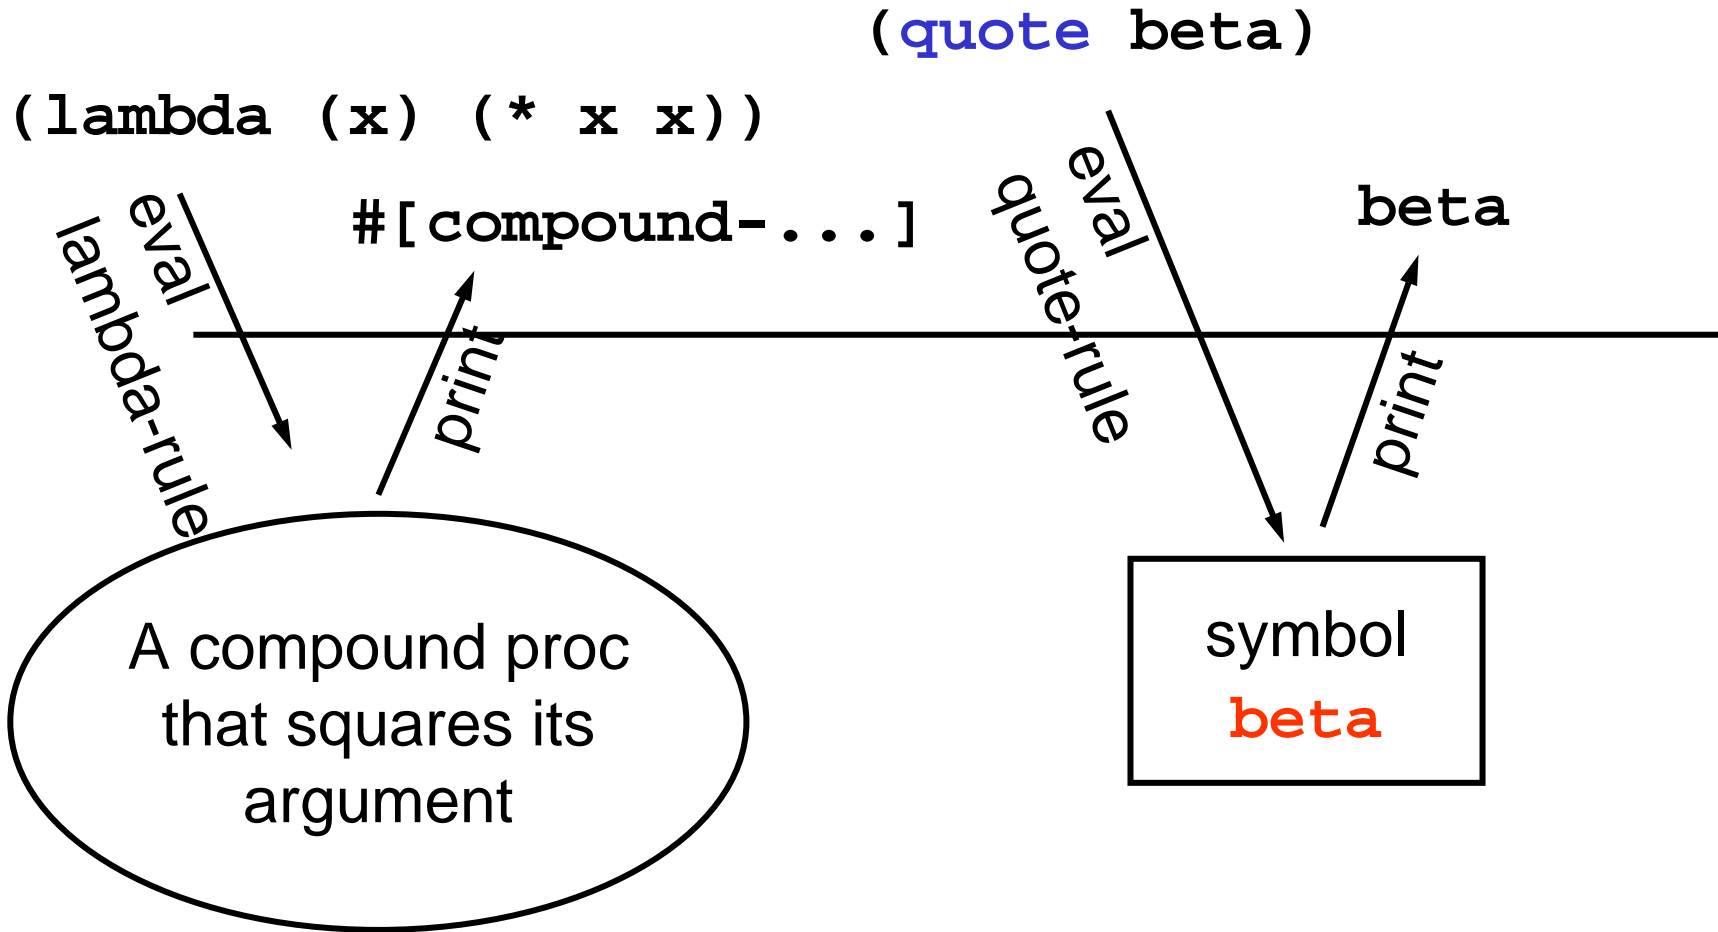 (quote beta)
(lambda (x) (* x x))
eval
lambda-rule
#[compound-...]
print
eval
quote-rule
beta
print
A compound proc
that squares its
argument
symbol
beta